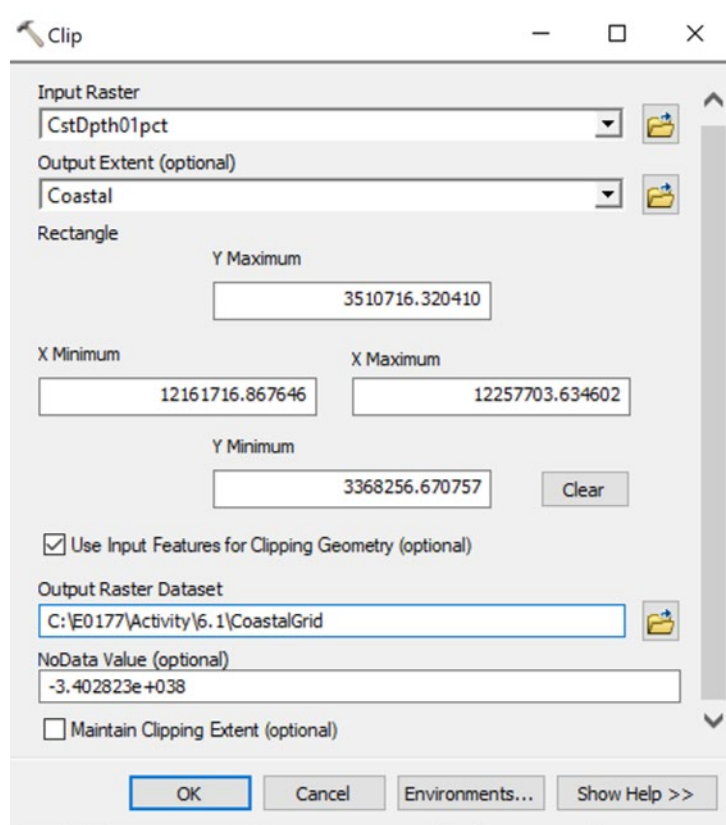 Clip
Input Raster
CstDpth01pct
Output Extent (optional)
Coastal
Rectangle
Y Maximum
3510716.320410
X Minimum
X Maximum
12161716.867646
12257703.634602
Y Minimum
3368256.670757
Clear
Use Input Features for Clipping Geometry (optional)
Output Raster Dataset
C:\E0177\Activity\6.1\CoastalGrid
NoData Value (optional)
-3.402823e+038
Maintain Clipping Extent (optional)
OK
Cancel
Environments...
Show Help >>